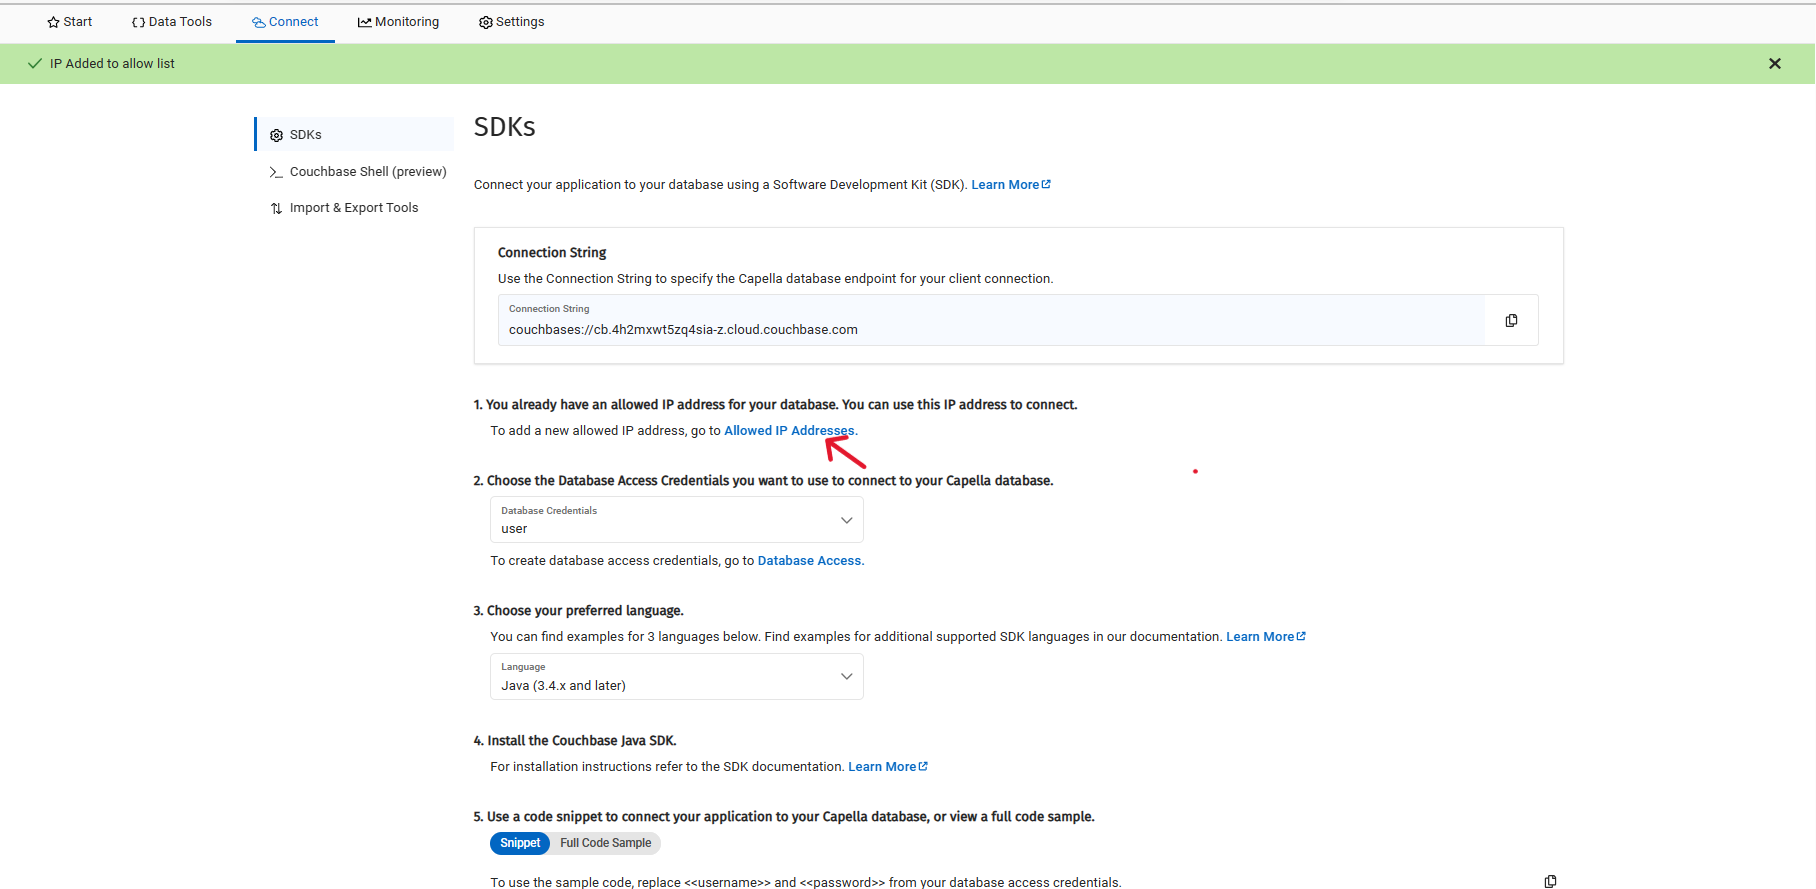 Start Data Tools Connect Monitoring Settings
IP Added to allow list
SDKs
Couchbase Shell (preview)
Import & Export Tools
SDKs
Connect your application to your database using a Software Development Kit (SDK). Learn More
Connection String
Use the Connection String to specify the Capella database endpoint for your client connection.
Connection String
couchbases://cb.4h2mxwt5zq4sia-z.cloud.couchbase.com
1. You already have an allowed IP address for your database. You can use this IP address to connect.
To add a new allowed IP address, go to Allowed IP Addresses.
2. Choose the Database Access Credentials you want to use to connect to your Capella database.
Database Credentials
user
To create database access credentials, go to Database Access.
3. Choose your preferred language.
You can find examples for 3 languages below. Find examples for additional supported SDK languages in our documentation. Learn More
Language
Java (3.4.x and later)
4. Install the Couchbase Java SDK.
For installation instructions refer to the SDK documentation. Learn More
5. Use a code snippet to connect your application to your Capella database, or view a full code sample.
Snippet Full Code Sample
To use the sample code, replace <<username>> and <<password>> from your database access credentials.